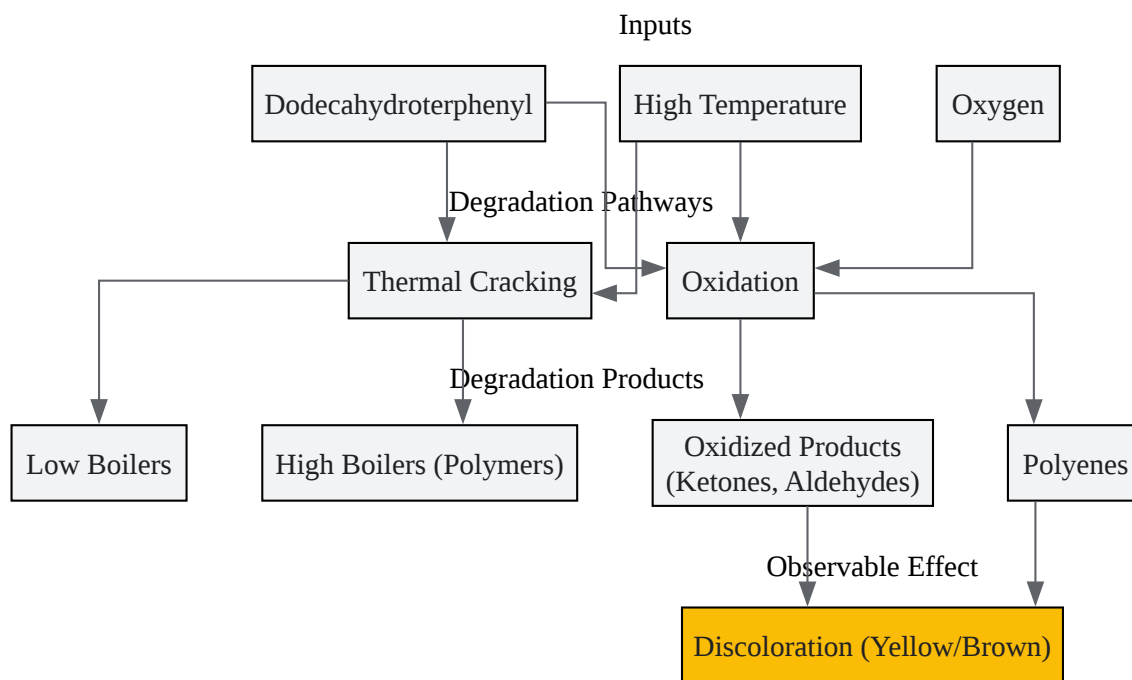 Inputs
Dodecahydroterphenyl
High Temperature
Oxygen
Degradation Pathways
Thermal Cracking
Oxidation
Degradation Products
Low Boilers
High Boilers (Polymers)
Oxidized Products
(Ketones, Aldehydes)
Polyenes
Observable Effect
Discoloration (Yellow/Brown)